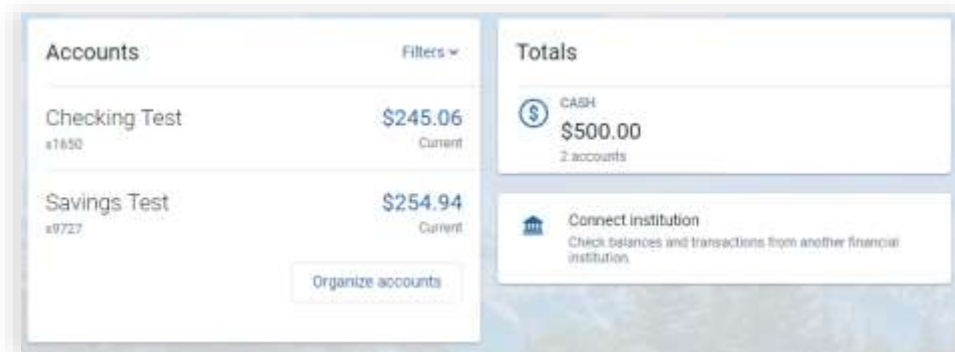 Accounts
Filters
Checking Test
$245.06
x1650
Current
Savings Test
$254.94
x9727
Current
Organize accounts
Totals
CASH
$500.00
2 accounts
Connect institution
Check balances and transactions from another financial
institution.